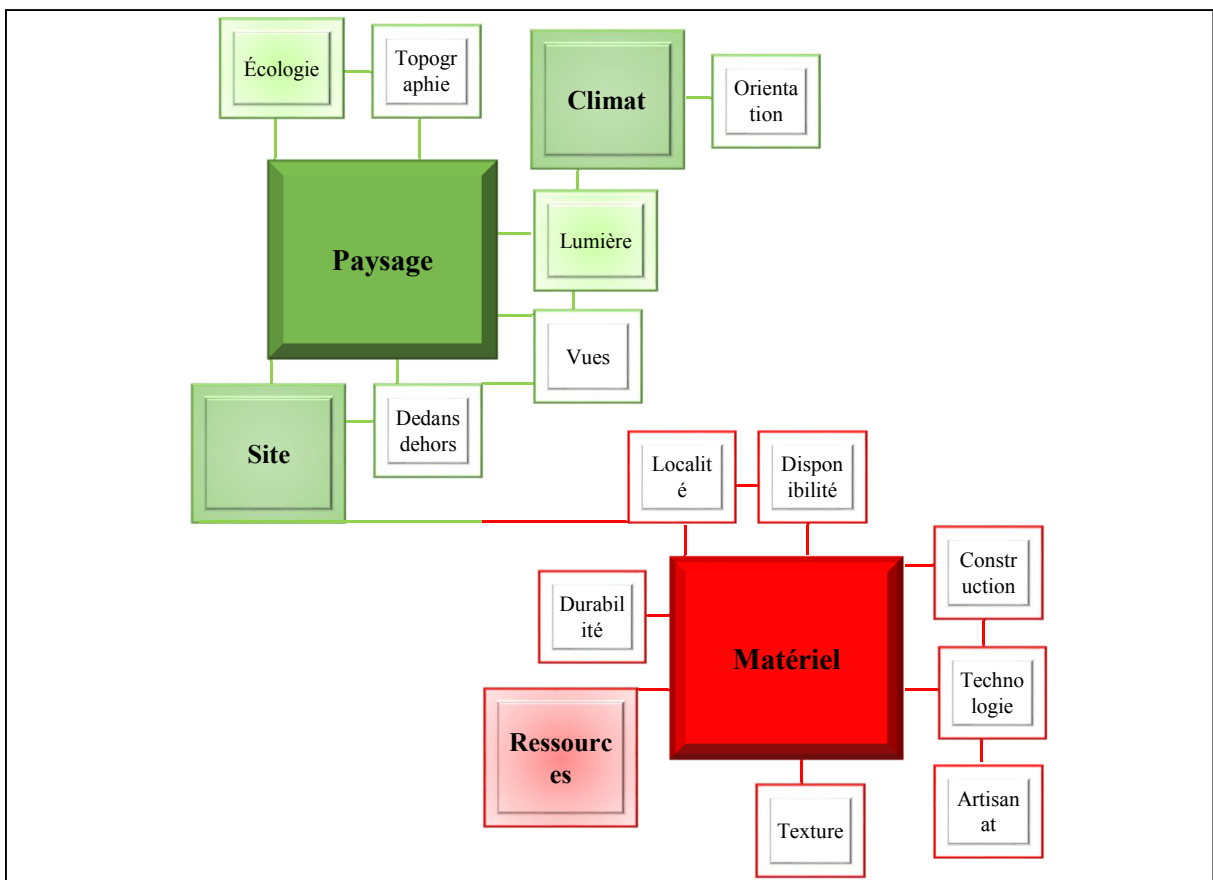 Écologie
Topogr
aphie
Climat
Orienta
tion
Paysage
Lumière
Vues
Site
Dedans
dehors
Localit
é
Dispon
ibilité
Constr
uction
Durabil
ité
Matériel
Techno
logie
Ressourc
es
Texture
Artisan
at